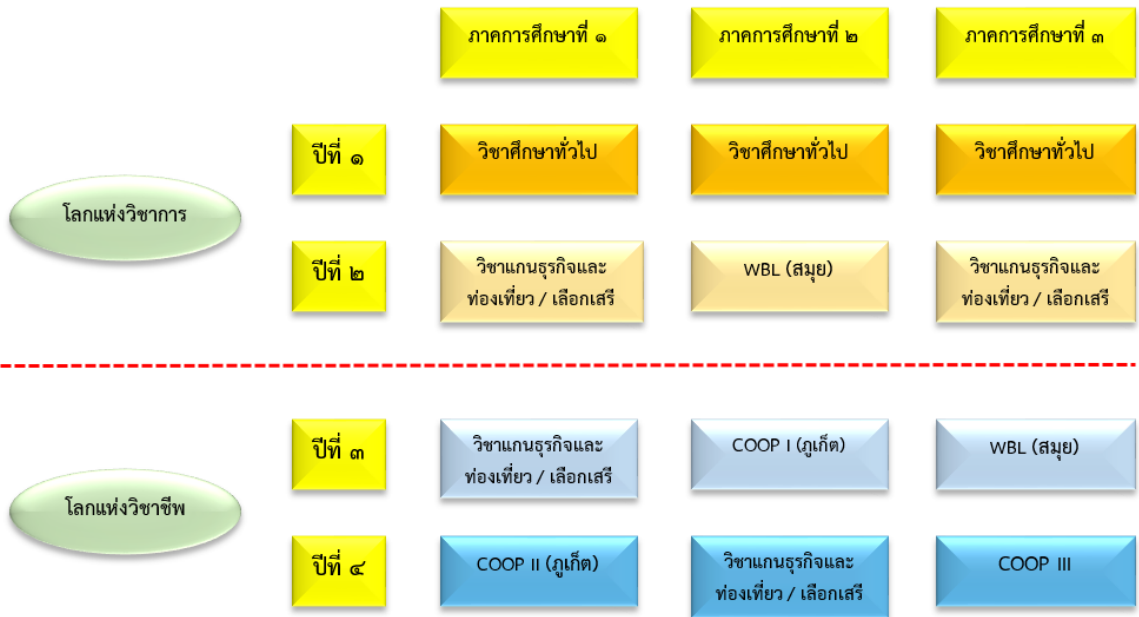 ภาคการศึกษาที่ ๑
ภาคการศึกษาที่ ๒
ภาคการศึกษาที่ ๓
โลกแห่งวิชาการ
ปีที่ ๑
วิชาศึกษาทั่วไป
วิชาศึกษาทั่วไป
วิชาศึกษาทั่วไป
ปีที่ ๒
วิชาแกนธุรกิจและ
ท่องเที่ยว / เลือกเสรี
WBL (สมุย)
วิชาแกนธุรกิจและ
ท่องเที่ยว / เลือกเสรี
โลกแห่งวิชาชีพ
ปีที่ ๓
วิชาแกนธุรกิจและ
ท่องเที่ยว / เลือกเสรี
COOP I (ภูเก็ต)
WBL (สมุย)
ปีที่ ๔
COOP II (ภูเก็ต)
วิชาแกนธุรกิจและ
ท่องเที่ยว / เลือกเสรี
COOP III